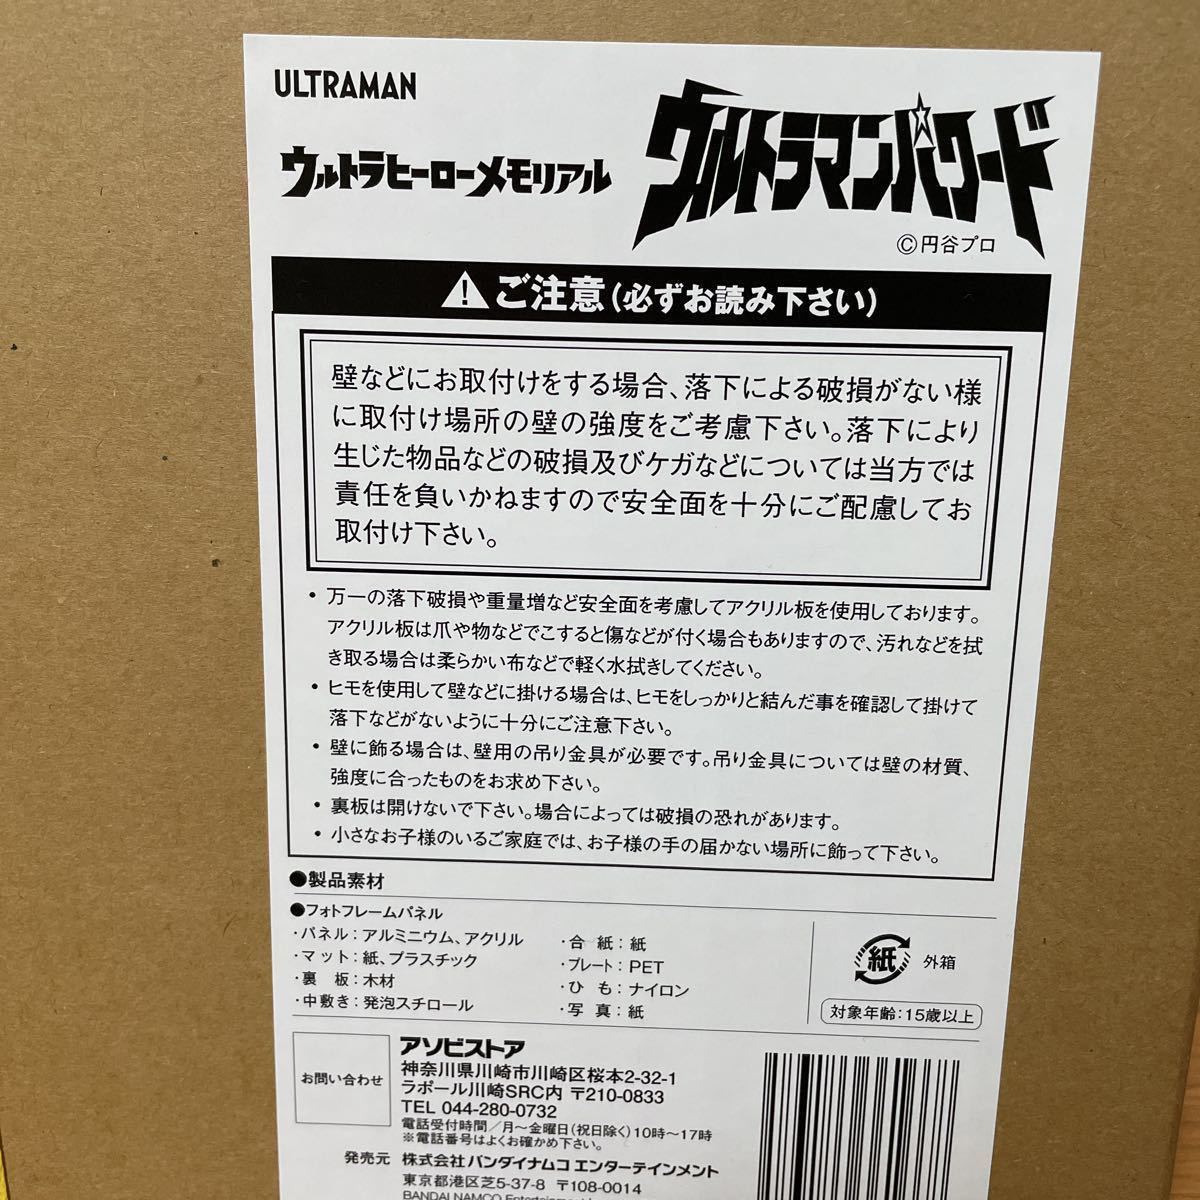 ULTRAMAN
ウルトラヒーローメモリアル
ウルトラマンパワード
©円谷プロ
ご注意(必ずお読み下さい)
壁などにお取付けをする場合、落下による破損がない様
に取付け場所の壁の強度をご考慮下さい。落下により
生じた物品などの破損及びケガなどについては当方では
責任を負いかねますので安全面を十分にご配慮してお
取付け下さい。
・万一の落下破損や重量増など安全面を考慮してアクリル板を使用しております。
アクリル板は爪や物などでこすると傷などが付く場合もありますので、汚れなどを拭
き取る場合は柔らかい布などで軽く水拭きしてください。
・ヒモを使用して壁などに掛ける場合は、ヒモをしっかりと結んだ事を確認して掛けて
落下などがないように十分にご注意下さい。
・壁に飾る場合は、壁用の吊り金具が必要です。吊り金具については壁の材質、
強度に合ったものをお求め下さい。
・裏板は開けないで下さい。場合によっては破損の恐れがあります。
・小さなお子様のいるご家庭では、お子様の手の届かない場所に飾って下さい。
●製品素材
●フォトフレームパネル
・パネル：アルミニウム、アクリル
・マット：紙、プラスチック
・裏 板：木材
・中敷き：発泡スチロール
・合 紙：紙
・プレート：PET
・ひ も：ナイロン
・写 真：紙
紙 外箱
対象年齢：15歳以上
お問い合わせ
アソビストア
神奈川県川崎市川崎区桜本2-32-1
ラポール川崎SRC内 〒210-0833
TEL 044-280-0732
電話受付時間／月〜金曜日(祝日除く)10時〜17時
※電話番号はよくお確かめ下さい。
発売元 株式会社バンダイナムコエンターテインメント
東京都港区芝5-37-8 〒108-0014
BANDAI NAMCO Entertainment